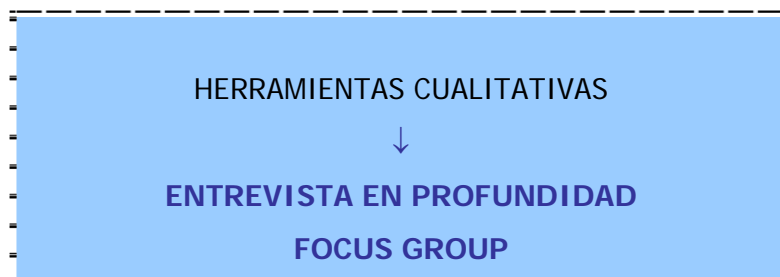 HERRAMIENTAS CUALITATIVAS
↓
ENTREVISTA EN PROFUNDIDAD
FOCUS GROUP